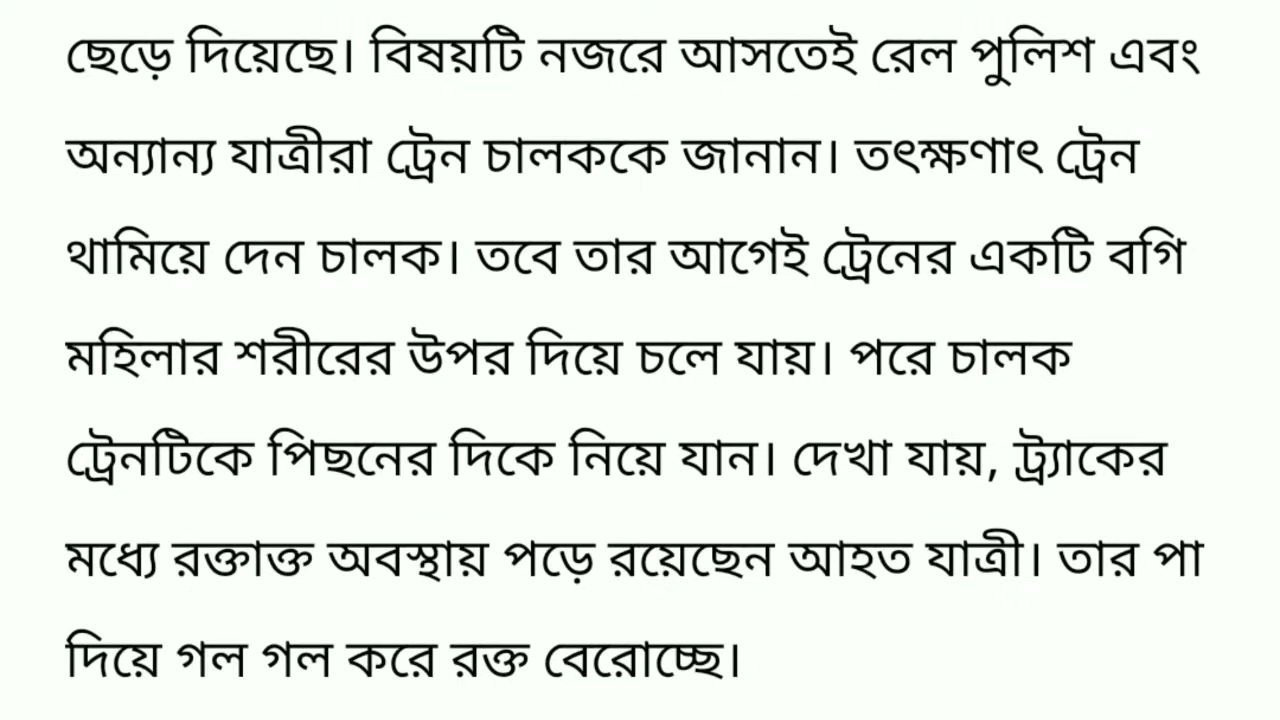 ছেড়ে দিয়েছে। বিষয়টি নজরে আসতেই রেল পুলিশ এবং
অন্যান্য যাত্রীরা ট্রেন চালককে জানান। তৎক্ষণাৎ ট্রেন
থামিয়ে দেন চালক। তবে তার আগেই ট্রেনের একটি বগি
মহিলার শরীরের উপর দিয়ে চলে যায়। পরে চালক
ট্রেনটিকে পিছনের দিকে নিয়ে যান। দেখা যায়, ট্র্যাকের
মধ্যে রক্তাক্ত অবস্থায় পড়ে রয়েছেন আহত যাত্রী। তার পা
দিয়ে গল গল করে রক্ত বেরোচ্ছে।